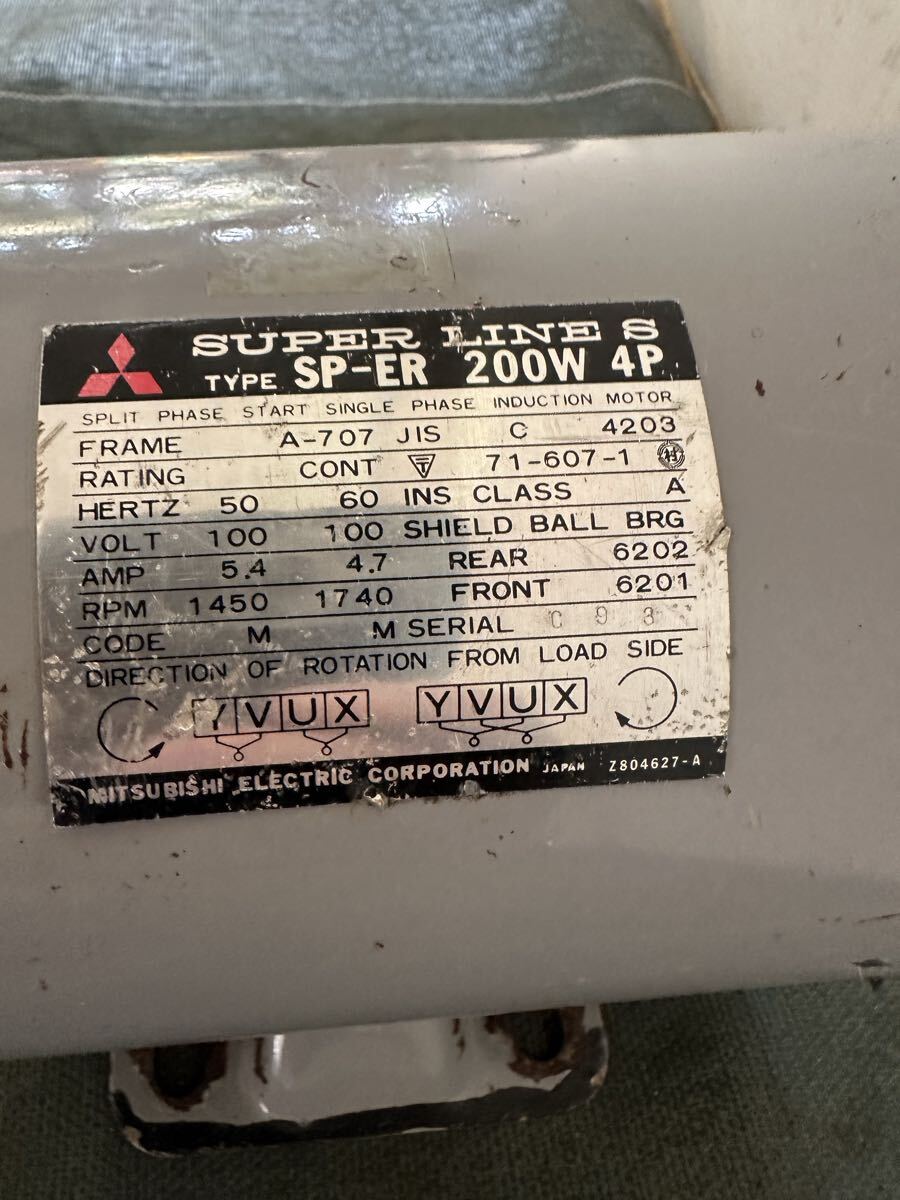 SUPER LINE S
TYPE SP-ER 200W 4P
SPLIT PHASE START SINGLE PHASE INDUCTION MOTOR
FRAME A-707 JIS C 4203
RATING CONT T 71-607-1
HERTZ 50 60 INS CLASS A
VOLT 100 100 SHIELD BALL BRG
AMP 5.4 4.7 REAR 6202
RPM 1450 1740 FRONT 6201
CODE M M SERIAL C 9 3
DIRECTION OF ROTATION FROM LOAD SIDE
Y V U X Y V U X
MITSUBISHI ELECTRIC CORPORATION JAPAN Z804627-A